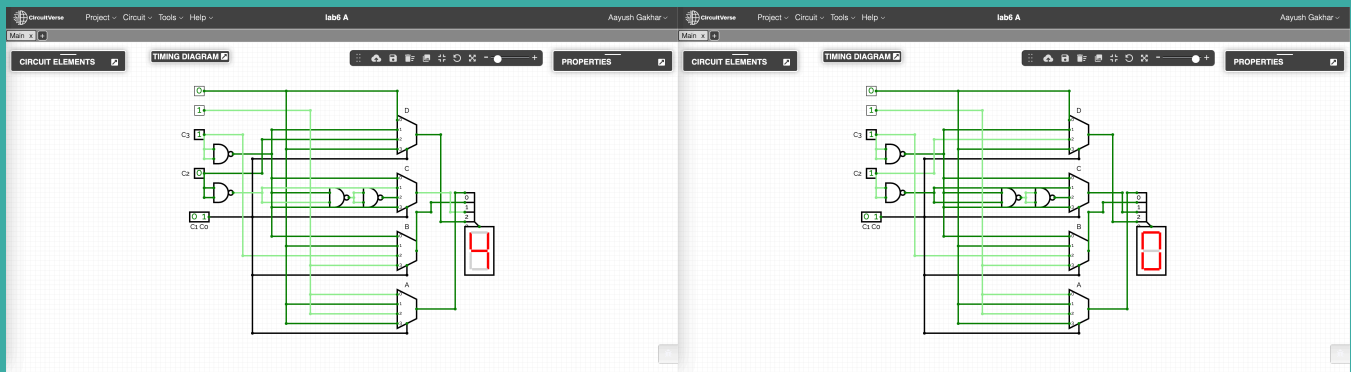 CircuitVerse Project Circuit Tools Help lab6 A Aayush Gakhar
Main x +
CIRCUIT ELEMENTS TIMING DIAGRAM - + PROPERTIES
0
1
D
C3 1
C2 0
C
0 1
C1 C0
B
A
0
1
2
4
CircuitVerse Project Circuit Tools Help lab6 A Aayush Gakhar
Main x +
CIRCUIT ELEMENTS TIMING DIAGRAM - + PROPERTIES
0
1
D
C3 1
C2 1
C
0 1
C1 C0
B
A
0
1
2
0